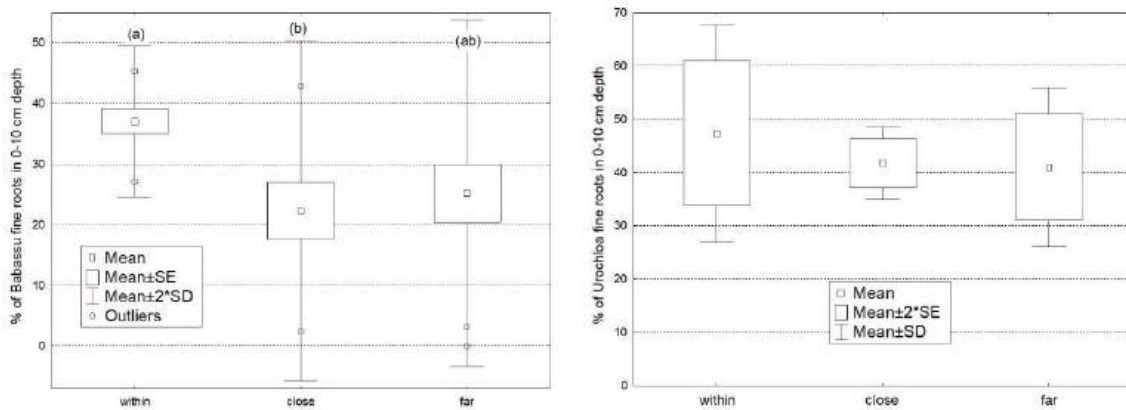 % of Babassu fine roots in 0-10 cm depth
50
40
30
20
10
0
(a)
(b)
(ab)
Mean
Mean±SE
Mean±2*SD
Outliers
within
close
far
% of Urochloa fine roots in 0-10 cm depth
70
60
50
40
30
20
10
0
Mean
Mean±2*SE
Mean±SD
within
close
far